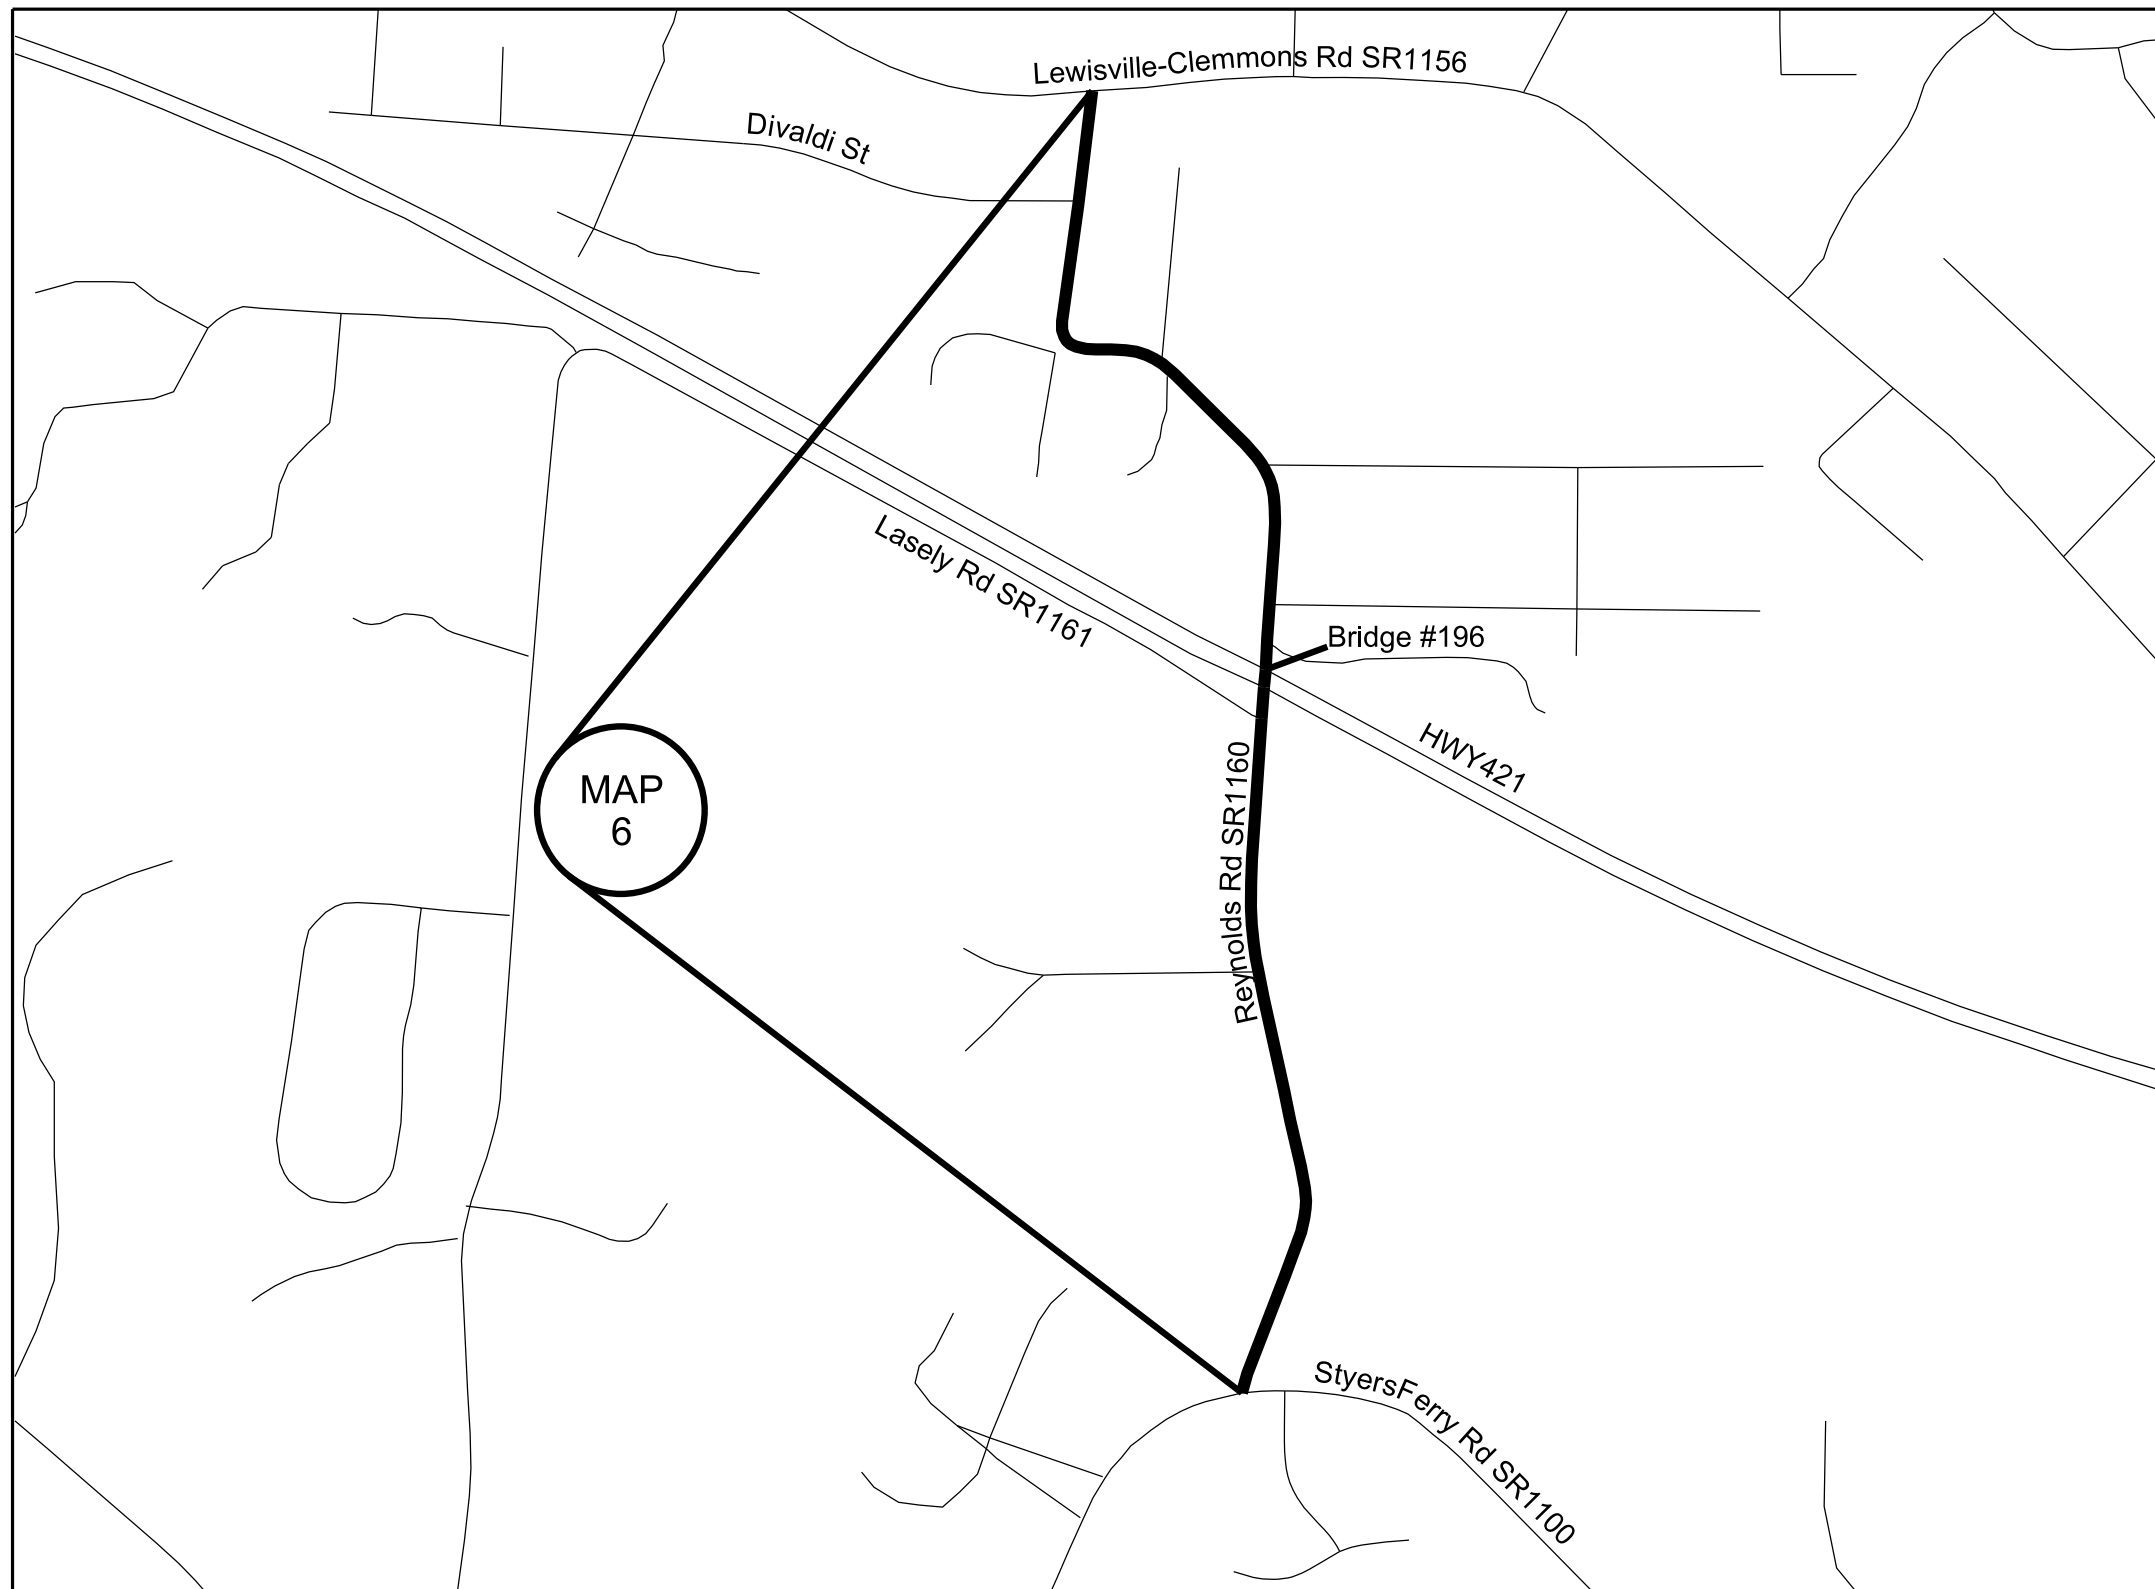 Lewisville-Clemmons Rd SR1156
Divaldi St
Lasely Rd SR1161
Bridge #196
HWY421
MAP
6
Reynolds Rd SR1160
StyersFerry Rd SR1100